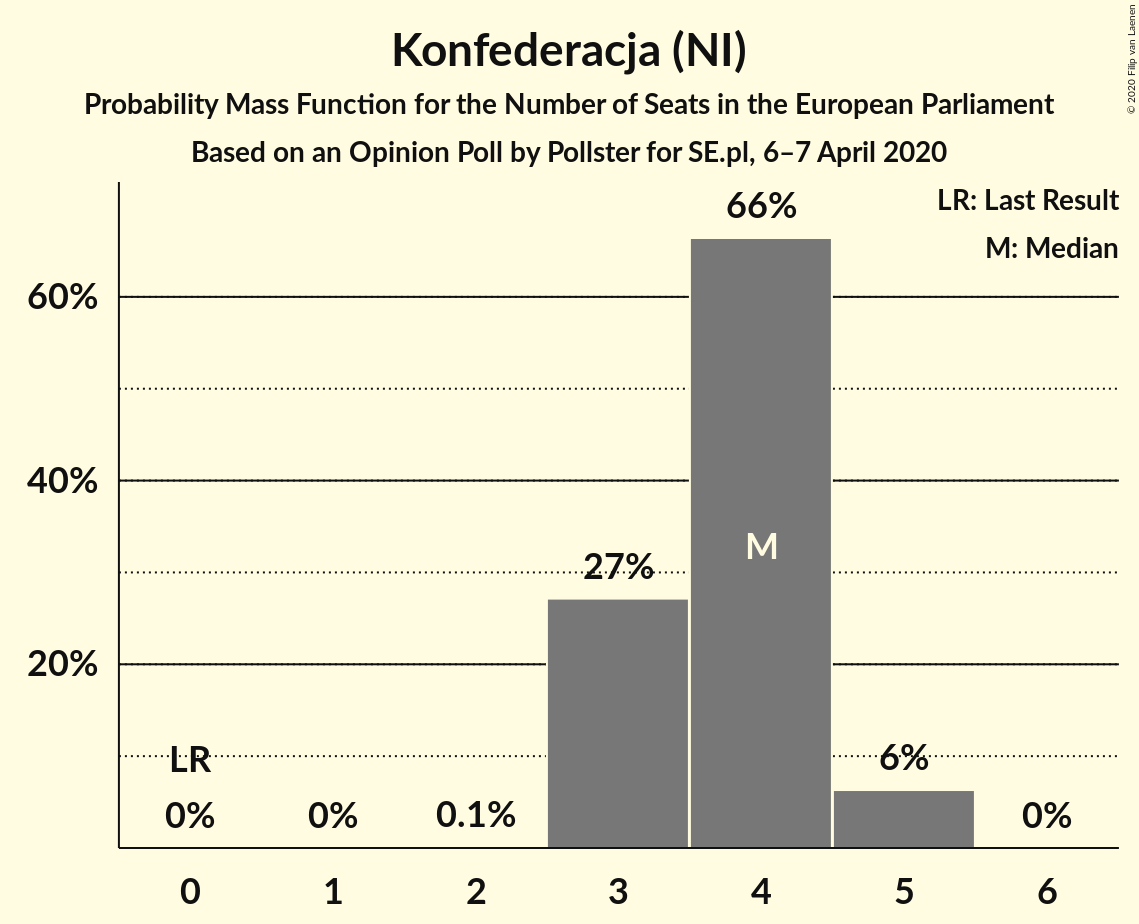 Konfederacja (NI)
Probability Mass Function for the Number of Seats in the European Parliament
Based on an Opinion Poll by Pollster for SE.pl, 6–7 April 2020
© 2020 Filip van Laenen
LR: Last Result
M: Median
66%
60%
40%
M
27%
20%
LR
6%
0%
0%
0.1%
0%
0
1
2
3
4
5
6